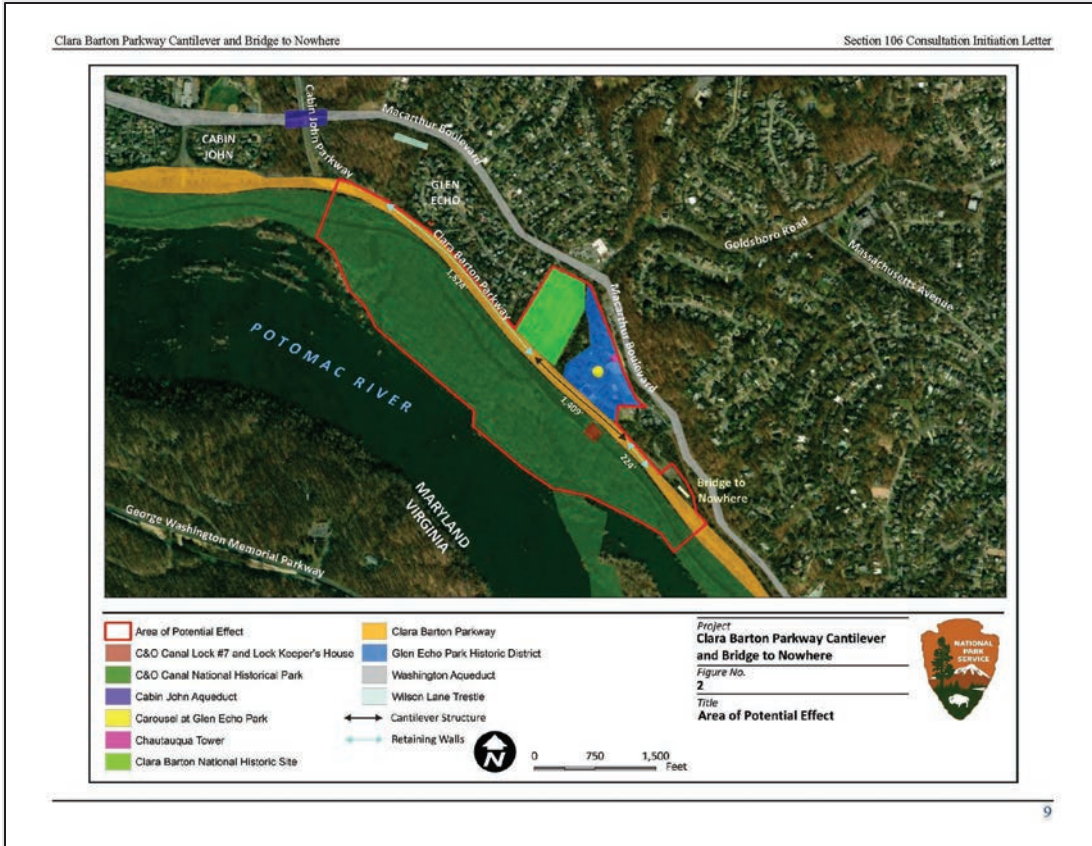 Clara Barton Parkway Cantilever and Bridge to Nowhere
Section 106 Consultation Initiation Letter
Cabin John Parkway
Macarthur Boulevard
CABIN
JOHN
GLEN
ECHO
Goldsboro Road
Massachusetts Avenue
Clara Barton Parkway
1,624'
Macarthur Boulevard
POTOMAC RIVER
1,409'
224'
Bridge to
Nowhere
MARYLAND
VIRGINIA
George Washington Memorial Parkway
Area of Potential Effect
C&O Canal Lock #7 and Lock Keeper's House
C&O Canal National Historical Park
Cabin John Aqueduct
Carousel at Glen Echo Park
Chautauqua Tower
Clara Barton National Historic Site
Clara Barton Parkway
Glen Echo Park Historic District
Washington Aqueduct
Wilson Lane Trestle
Cantilever Structure
Retaining Walls
N
0 750 1,500
Feet
Project
Clara Barton Parkway Cantilever
and Bridge to Nowhere
Figure No.
2
Title
Area of Potential Effect
NATIONAL
PARK
SERVICE
9